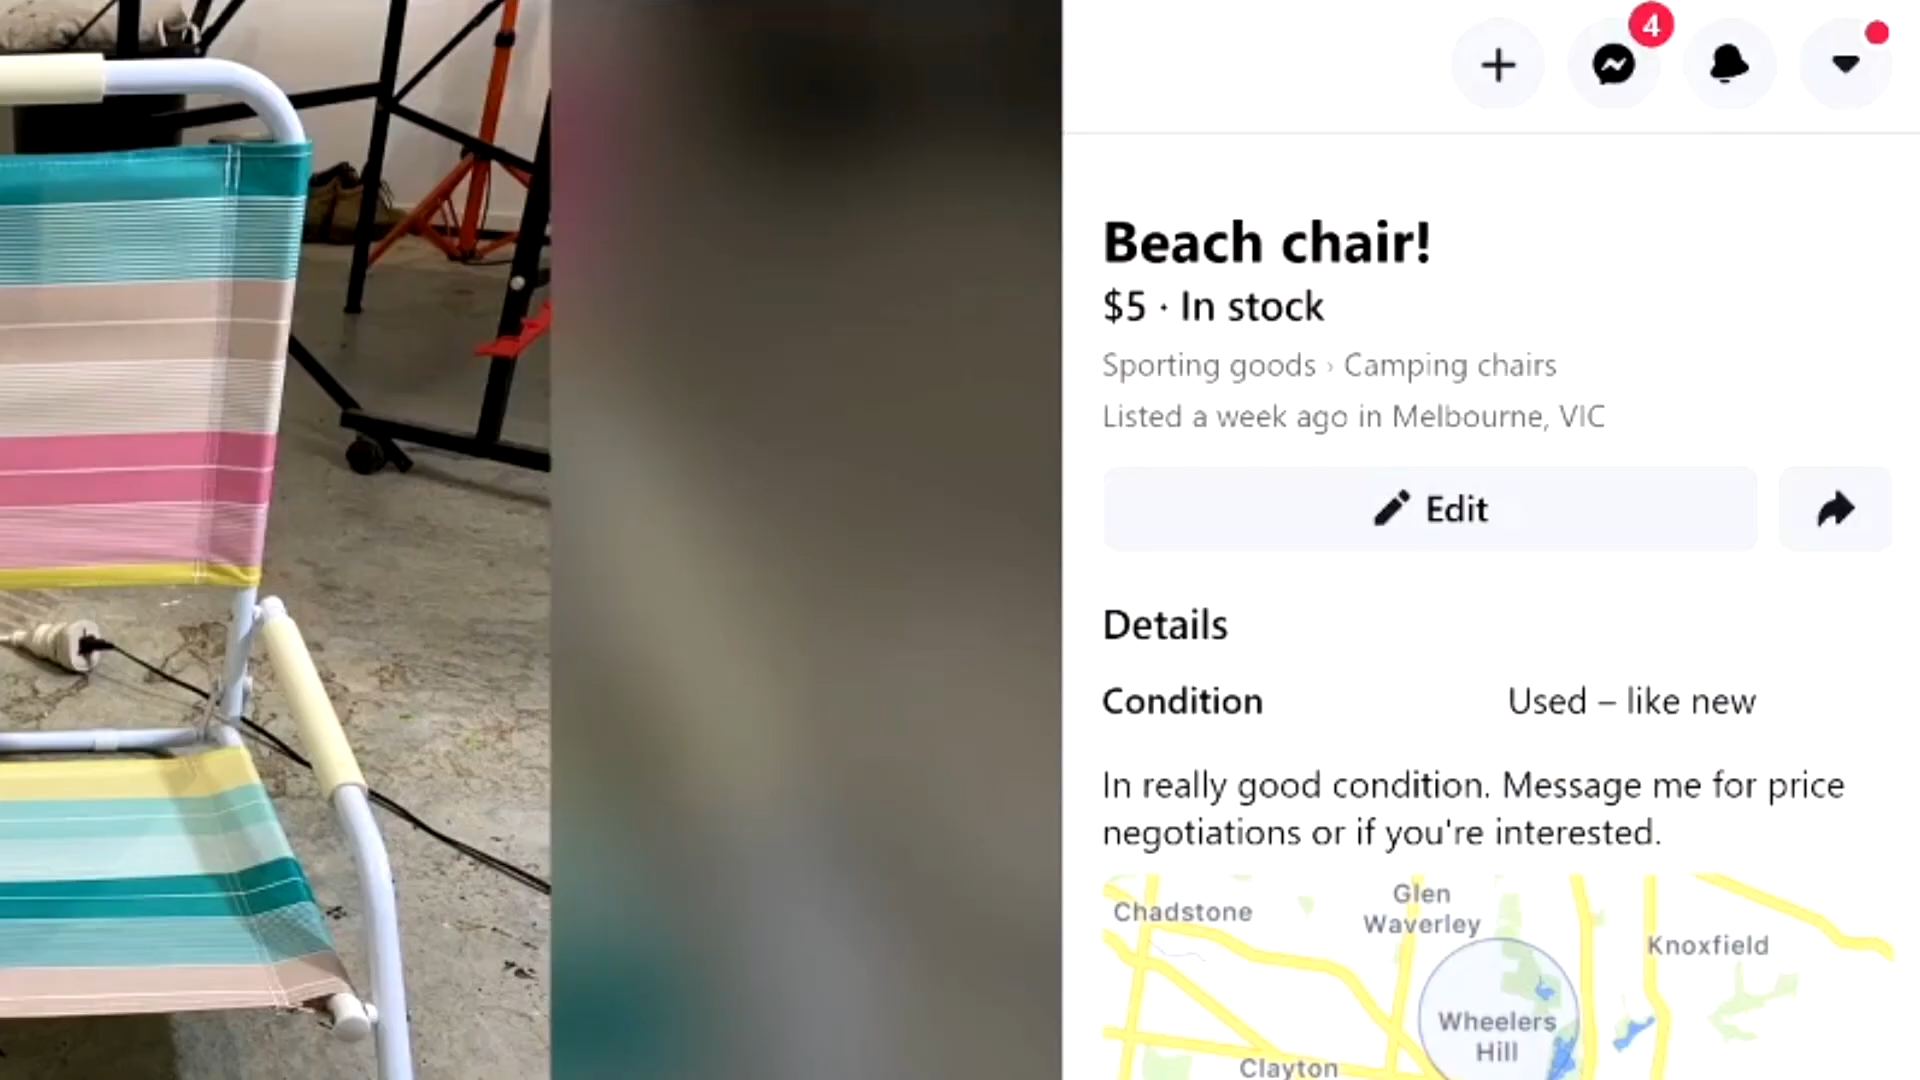 4
Beach chair!
$5 · In stock
Sporting goods › Camping chairs
Listed a week ago in Melbourne, VIC
Edit
Details
Condition Used – like new
In really good condition. Message me for price
negotiations or if you're interested.
Glen
Waverley
Chadstone
Knoxfield
Wheelers
Hill
Clayton